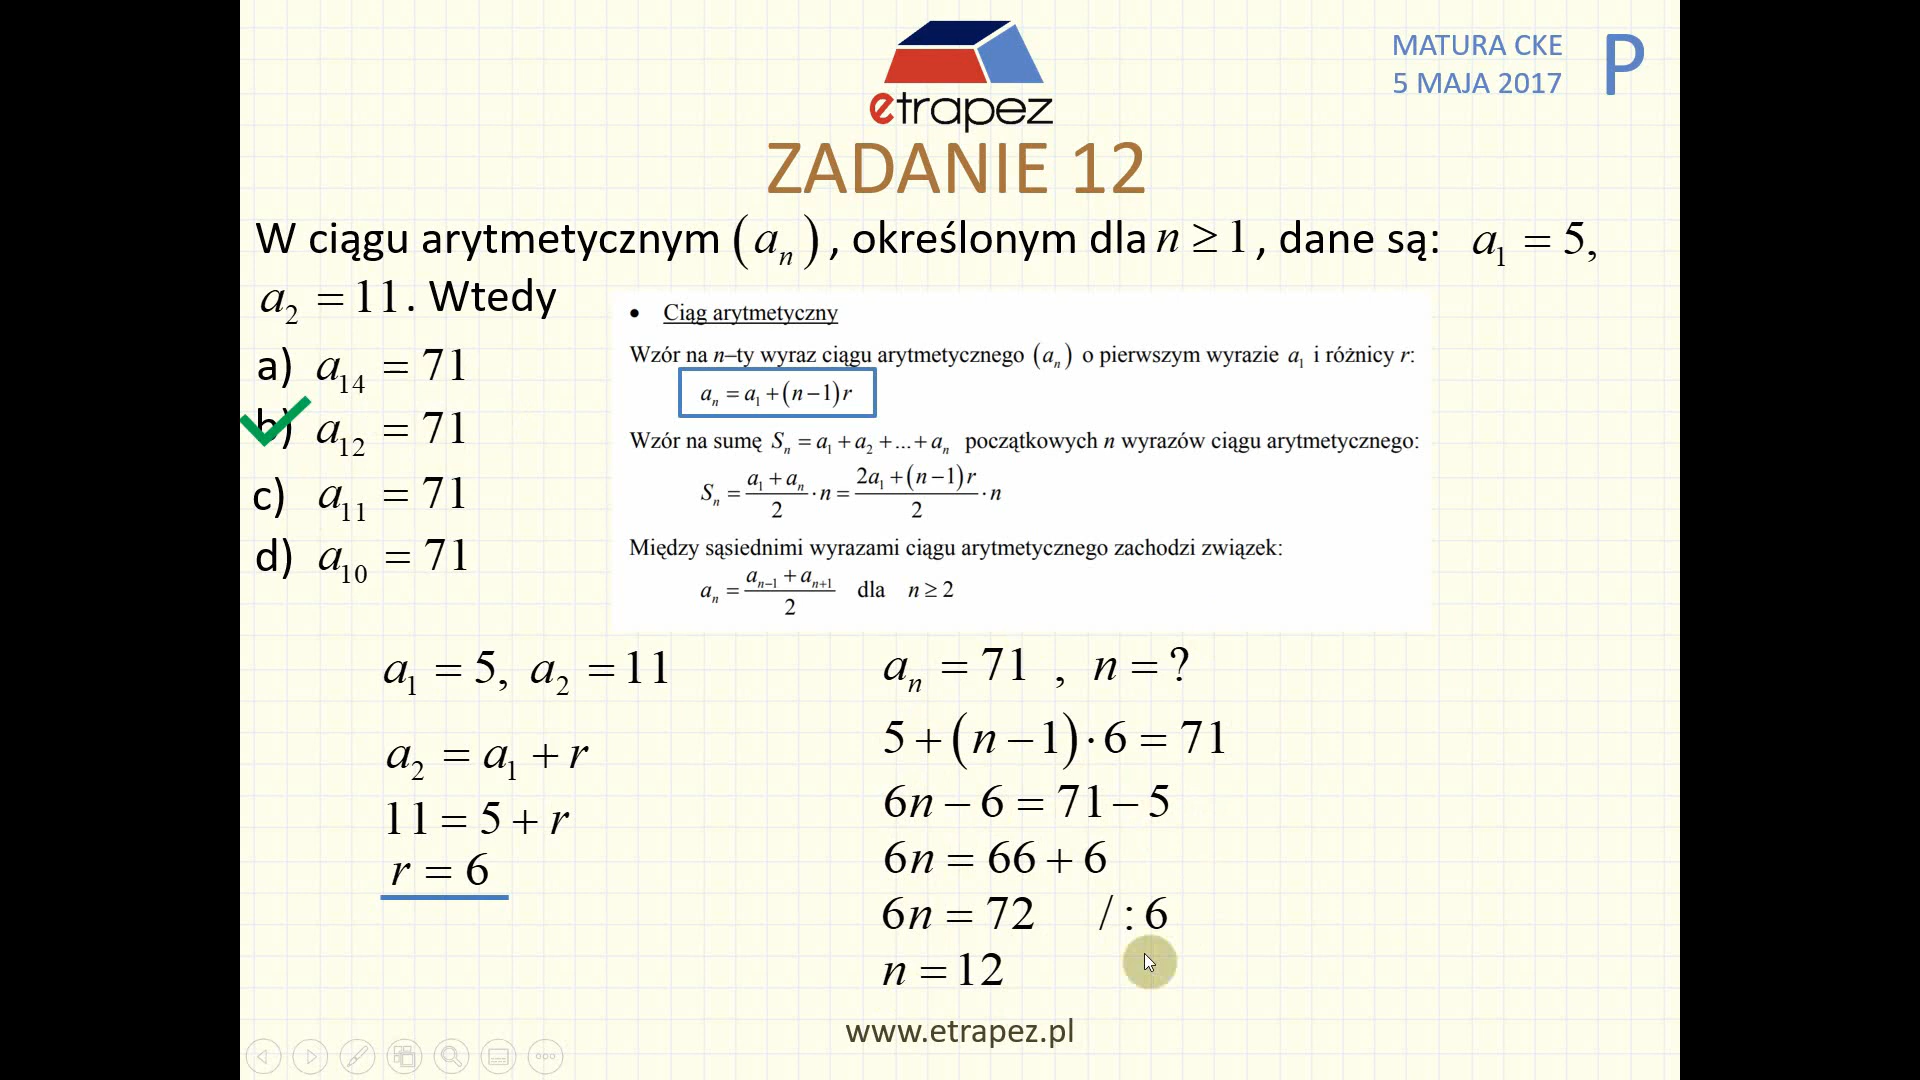 MATURA CKE
5 MAJA 2017
P
etrapez
ZADANIE 12
W ciągu arytmetycznym (aₙ), określonym dla n ≥ 1, dane są: a₁ = 5,
a₂ = 11. Wtedy
a) a₁₄ = 71
b) a₁₂ = 71
c) a₁₁ = 71
d) a₁₀ = 71
• Ciąg arytmetyczny
Wzór na n–ty wyraz ciągu arytmetycznego (aₙ) o pierwszym wyrazie a₁ i różnicy r:
aₙ = a₁ + (n − 1)r
Wzór na sumę Sₙ = a₁ + a₂ + ... + aₙ początkowych n wyrazów ciągu arytmetycznego:
Sₙ = (a₁ + aₙ)/2 · n = (2a₁ + (n − 1)r)/2 · n
Między sąsiednimi wyrazami ciągu arytmetycznego zachodzi związek:
aₙ = (aₙ₋₁ + aₙ₊₁)/2 dla n ≥ 2
a₁ = 5, a₂ = 11
a₂ = a₁ + r
11 = 5 + r
r = 6
aₙ = 71 , n = ?
5 + (n − 1) · 6 = 71
6n − 6 = 71 − 5
6n = 66 + 6
6n = 72 / : 6
n = 12
www.etrapez.pl